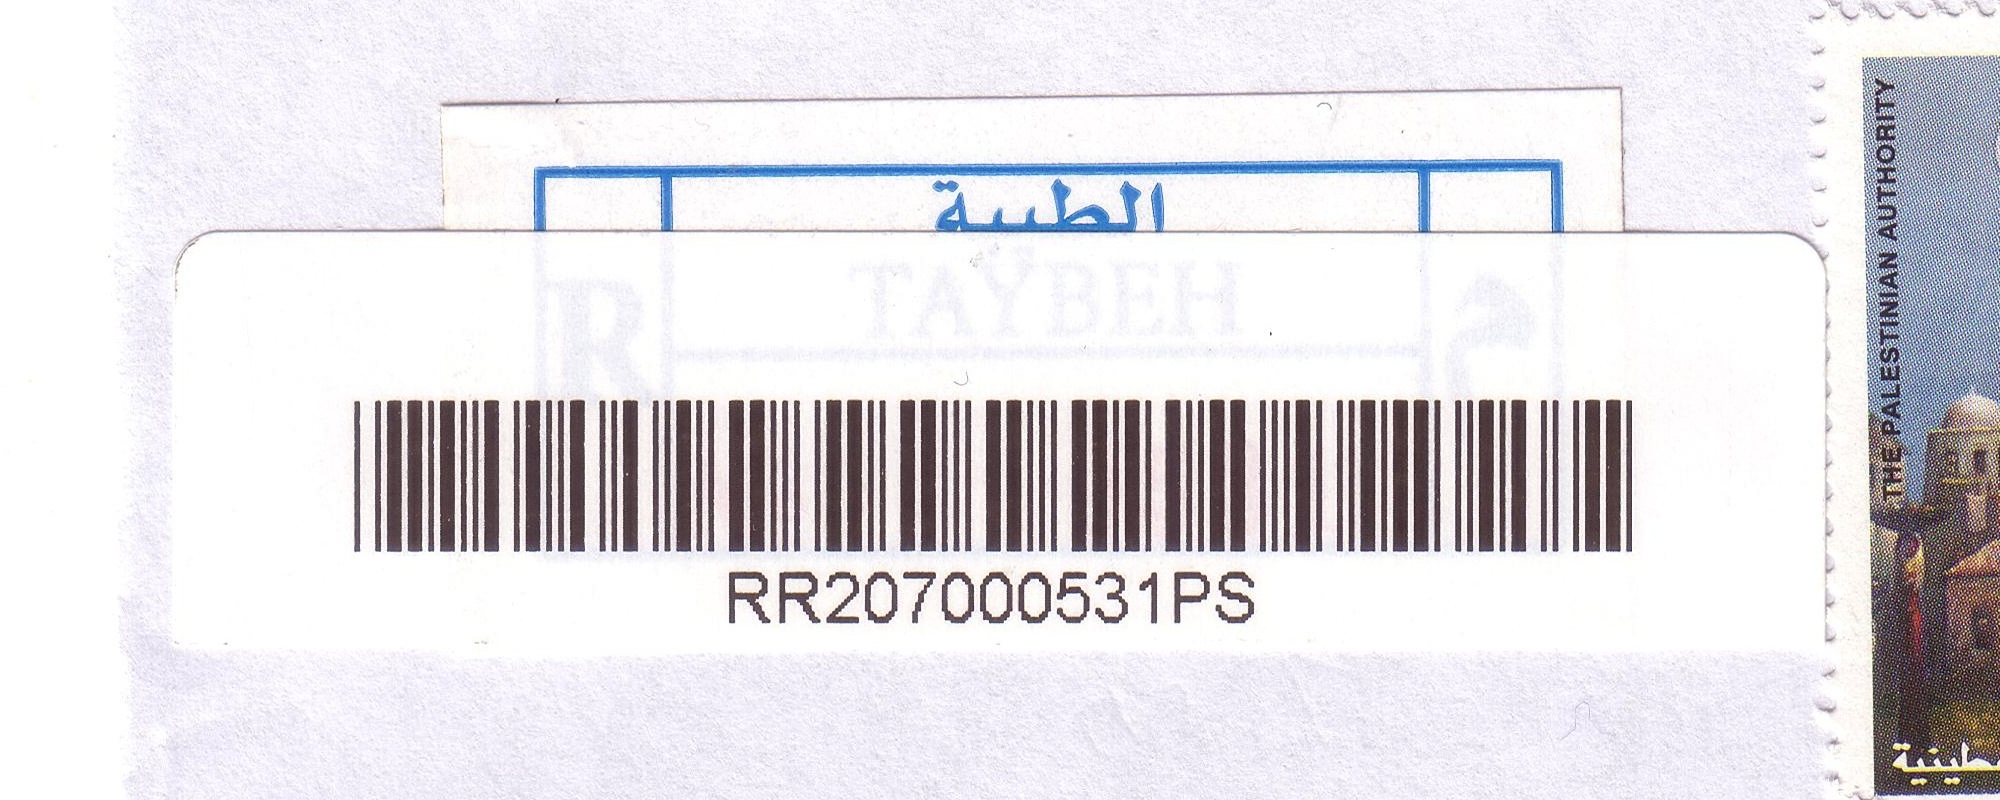 الطيبة
TAYBEH
R
RR207000531PS
THE PALESTINIAN AUTHORITY